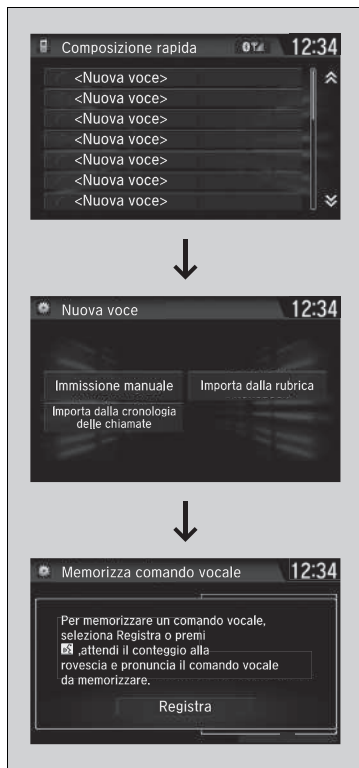 Composizione rapida 12:34
<Nuova voce>
<Nuova voce>
<Nuova voce>
<Nuova voce>
<Nuova voce>
<Nuova voce>
<Nuova voce>
Nuova voce 12:34
Immissione manuale Importa dalla rubrica
Importa dalla cronologia
delle chiamate
Memorizza comando vocale 12:34
Per memorizzare un comando vocale,
seleziona Registra o premi
,attendi il conteggio alla
rovescia e pronuncia il comando vocale
da memorizzare.
Registra